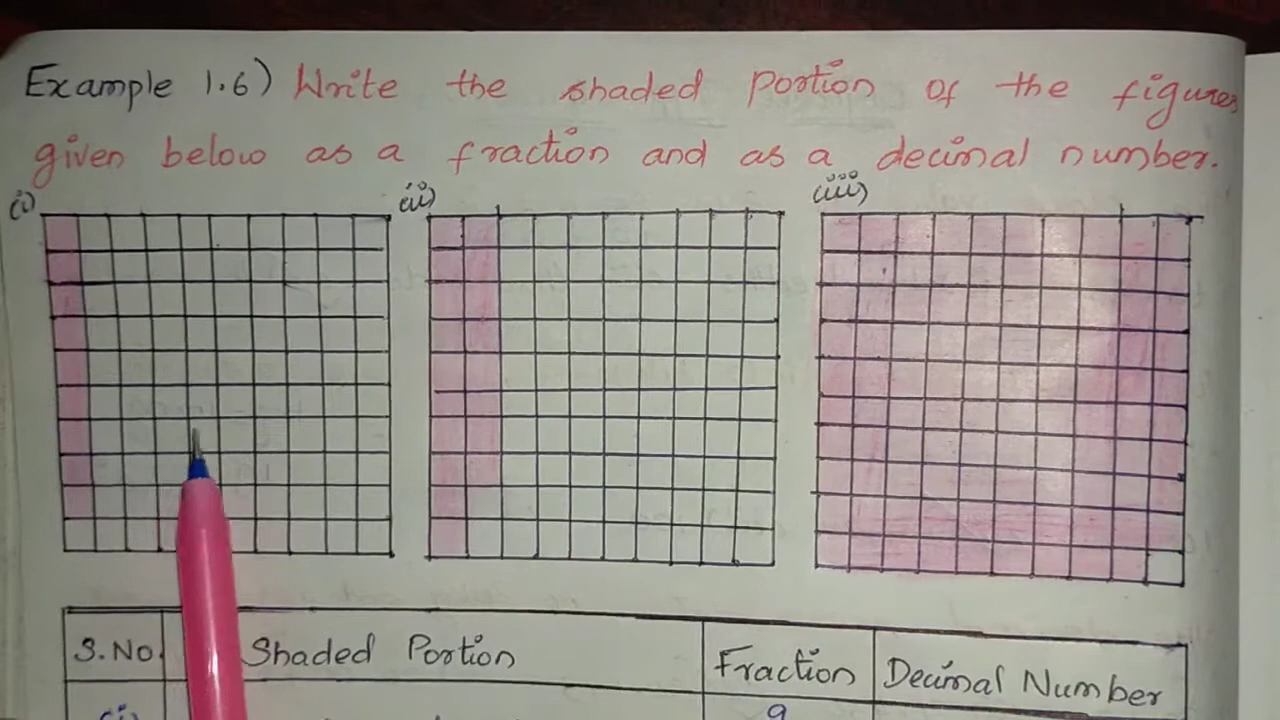 Example 1.6) Write the shaded portion of the figures
given below as a fraction and as a decimal number.
(i) (ii) (iii)
S.No. Shaded Portion Fraction Decimal Number
(i) 9